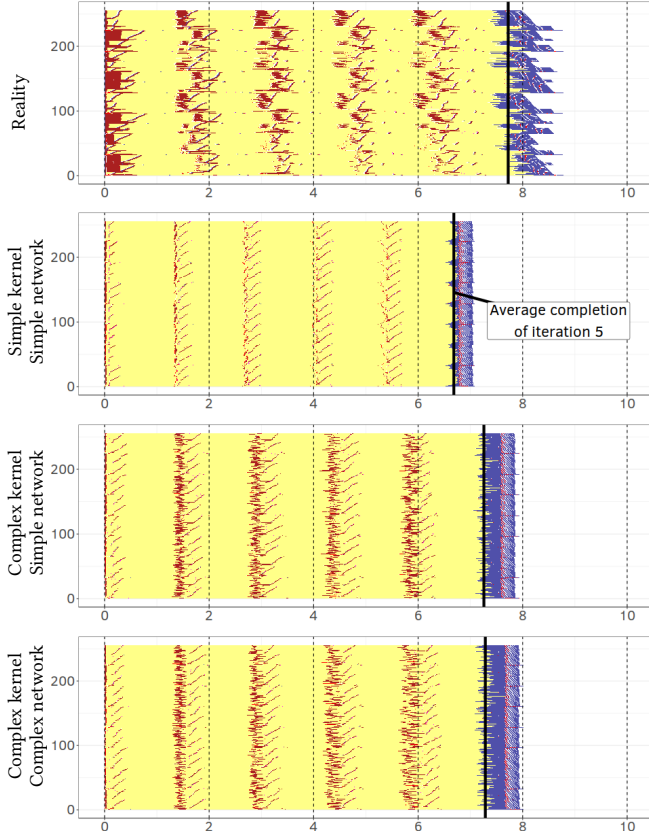 Reality
200
100
0
0 2 4 6 8 10
Simple kernel
Simple network
200
100
0
Average completion
of iteration 5
0 2 4 6 8 10
Complex kernel
Simple network
200
100
0
0 2 4 6 8 10
Complex kernel
Complex network
200
100
0
0 2 4 6 8 10